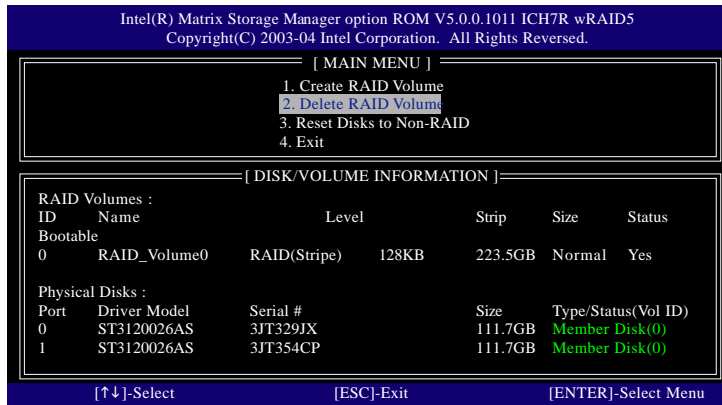 Intel(R) Matrix Storage Manager option ROM V5.0.0.1011 ICH7R wRAID5
Copyright(C) 2003-04 Intel Corporation. All Rights Reversed.
[ MAIN MENU ]
1. Create RAID Volume
2. Delete RAID Volume
3. Reset Disks to Non-RAID
4. Exit
[ DISK/VOLUME INFORMATION ]
RAID Volumes :
ID Name Level Strip Size Status
Bootable
0 RAID_Volume0 RAID(Stripe) 128KB 223.5GB Normal Yes
Physical Disks :
Port Driver Model Serial # Size Type/Status(Vol ID)
0 ST3120026AS 3JT329JX 111.7GB Member Disk(0)
1 ST3120026AS 3JT354CP 111.7GB Member Disk(0)
[↑↓]-Select [ESC]-Exit [ENTER]-Select Menu